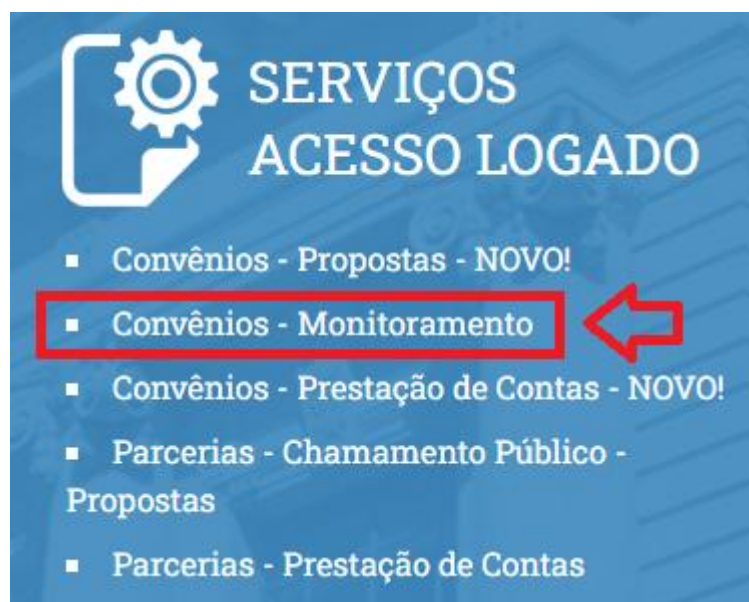 SERVIÇOS
ACESSO LOGADO
Convênios - Propostas - NOVO!
Convênios - Monitoramento
Convênios - Prestação de Contas - NOVO!
Parcerias - Chamamento Público -
Propostas
Parcerias - Prestação de Contas